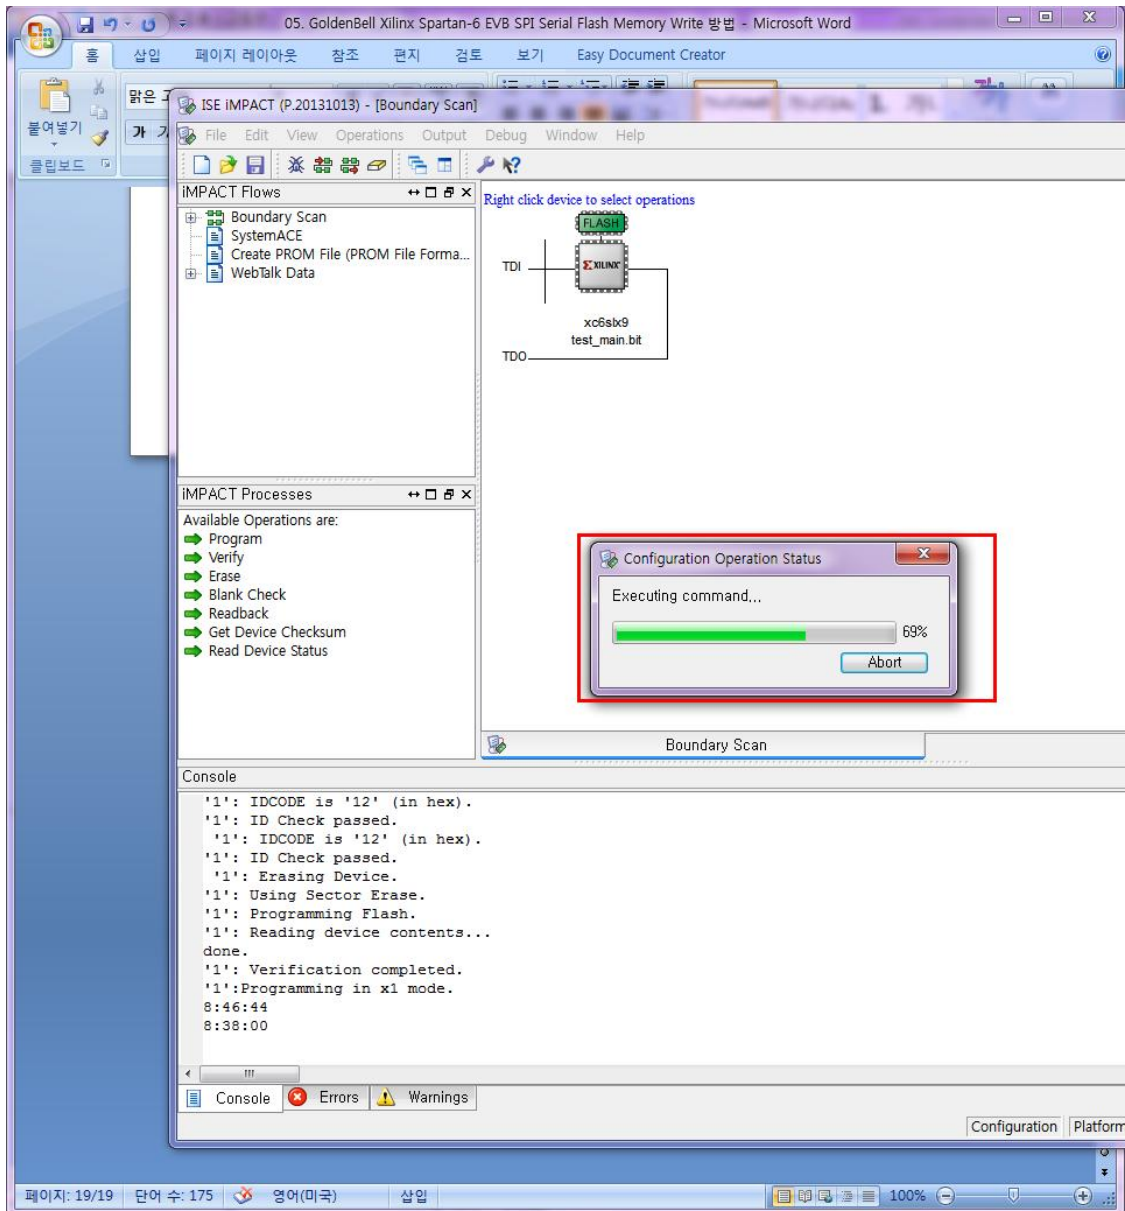 05. GoldenBell Xilinx Spartan-6 EVB SPI Serial Flash Memory Write 방법 - Microsoft Word
홈 삽입 페이지 레이아웃 참조 편지 검토 보기 Easy Document Creator
붙여넣기
맑은
가
클립보드
ISE iMPACT (P.20131013) - [Boundary Scan]
File Edit View Operations Output Debug Window Help
iMPACT Flows
Boundary Scan
SystemACE
Create PROM File (PROM File Forma...
WebTalk Data
Right click device to select operations
FLASH
TDI
XILINX
xc6slx9
test_main.bit
TDO
iMPACT Processes
Available Operations are:
Program
Verify
Erase
Blank Check
Readback
Get Device Checksum
Read Device Status
Configuration Operation Status
Executing command...
69%
Abort
Boundary Scan
Console
'1': IDCODE is '12' (in hex).
'1': ID Check passed.
'1': IDCODE is '12' (in hex).
'1': ID Check passed.
'1': Erasing Device.
'1': Using Sector Erase.
'1': Programming Flash.
'1': Reading device contents...
done.
'1': Verification completed.
'1':Programming in x1 mode.
8:46:44
8:38:00
Console Errors Warnings
Configuration Platform
페이지: 19/19 단어 수: 175 영어(미국) 삽입 100%